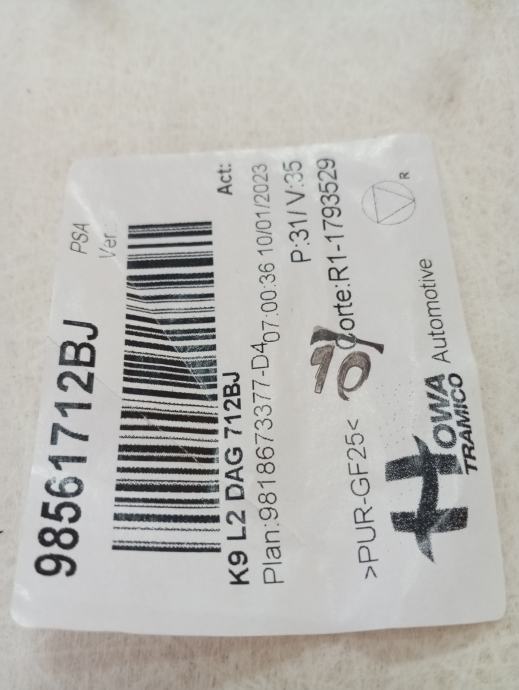 98561712BJ
PSA
Ver:
Act:
K9 L2 DAG 712BJ
Plan:9818673377-D4
07:00:36 10/01/2023
P:31/ V:35
Corte:R1-1793529
>PUR-GF25<
R
HOWA
TRAMICO Automotive